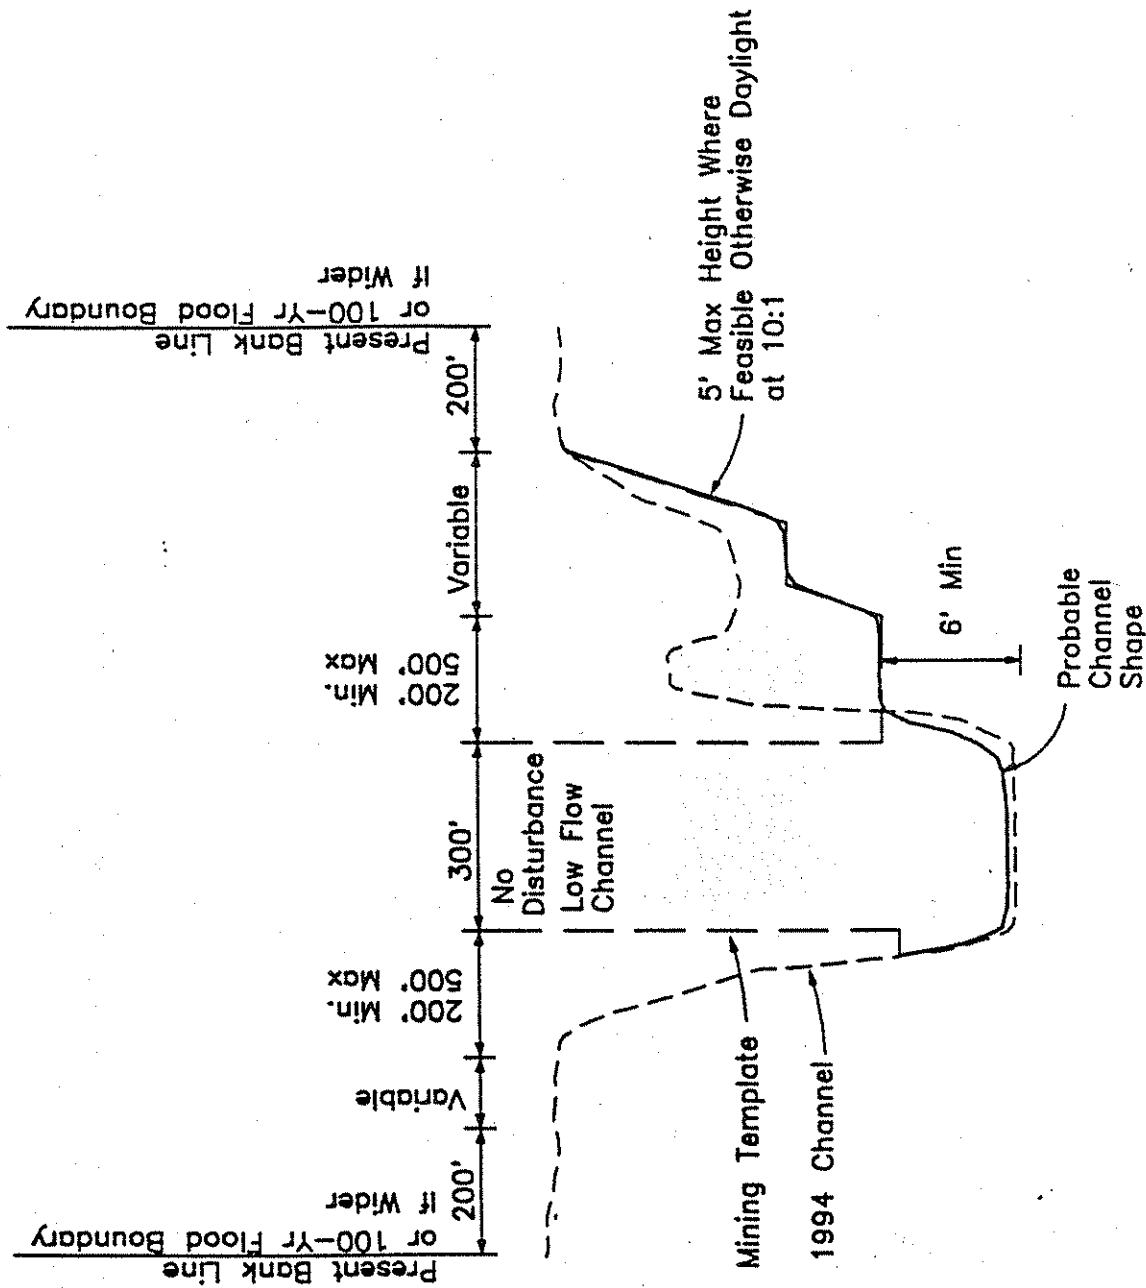 Present Bank Line
or 100-Yr Flood Boundary
If Wider
200'
Variable
200' Min.
500' Max
300'
No
Disturbance
Low Flow
Channel
200' Min.
500' Max
Variable
200'
Present Bank Line
or 100-Yr Flood Boundary
If Wider
Mining Template
1994 Channel
5' Max Height Where
Feasible Otherwise Daylight
at 10:1
6' Min
Probable
Channel
Shape